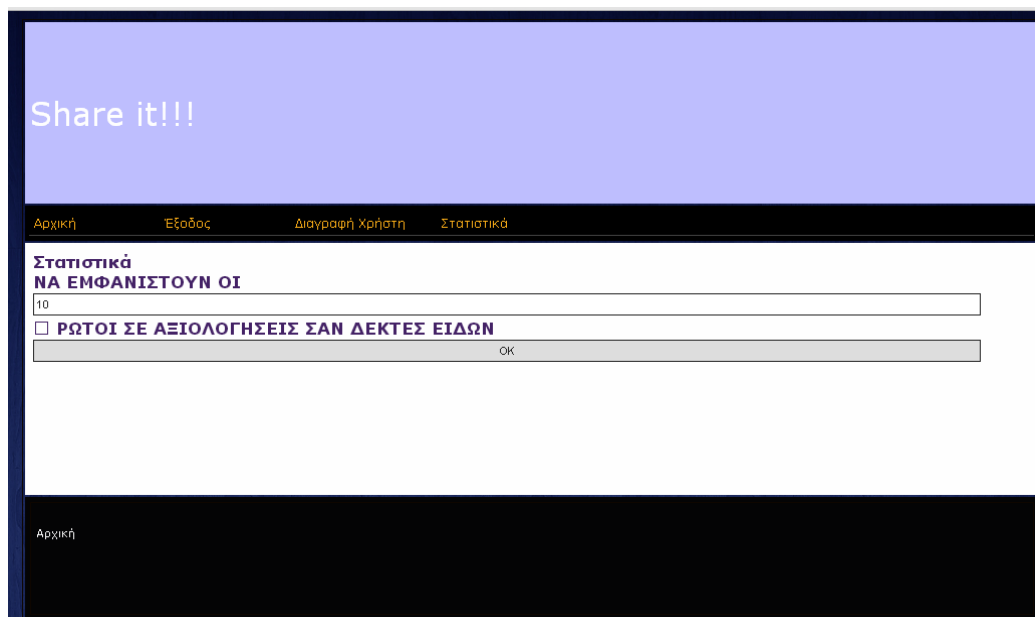 Share it!!!
Αρχική Έξοδος Διαγραφή Χρήστη Στατιστικά
Στατιστικά
ΝΑ ΕΜΦΑΝΙΣΤΟΥΝ ΟΙ
10
ΡΩΤΟΙ ΣΕ ΑΞΙΟΛΟΓΗΣΕΙΣ ΣΑΝ ΔΕΚΤΕΣ ΕΙΔΩΝ
OK
Αρχική